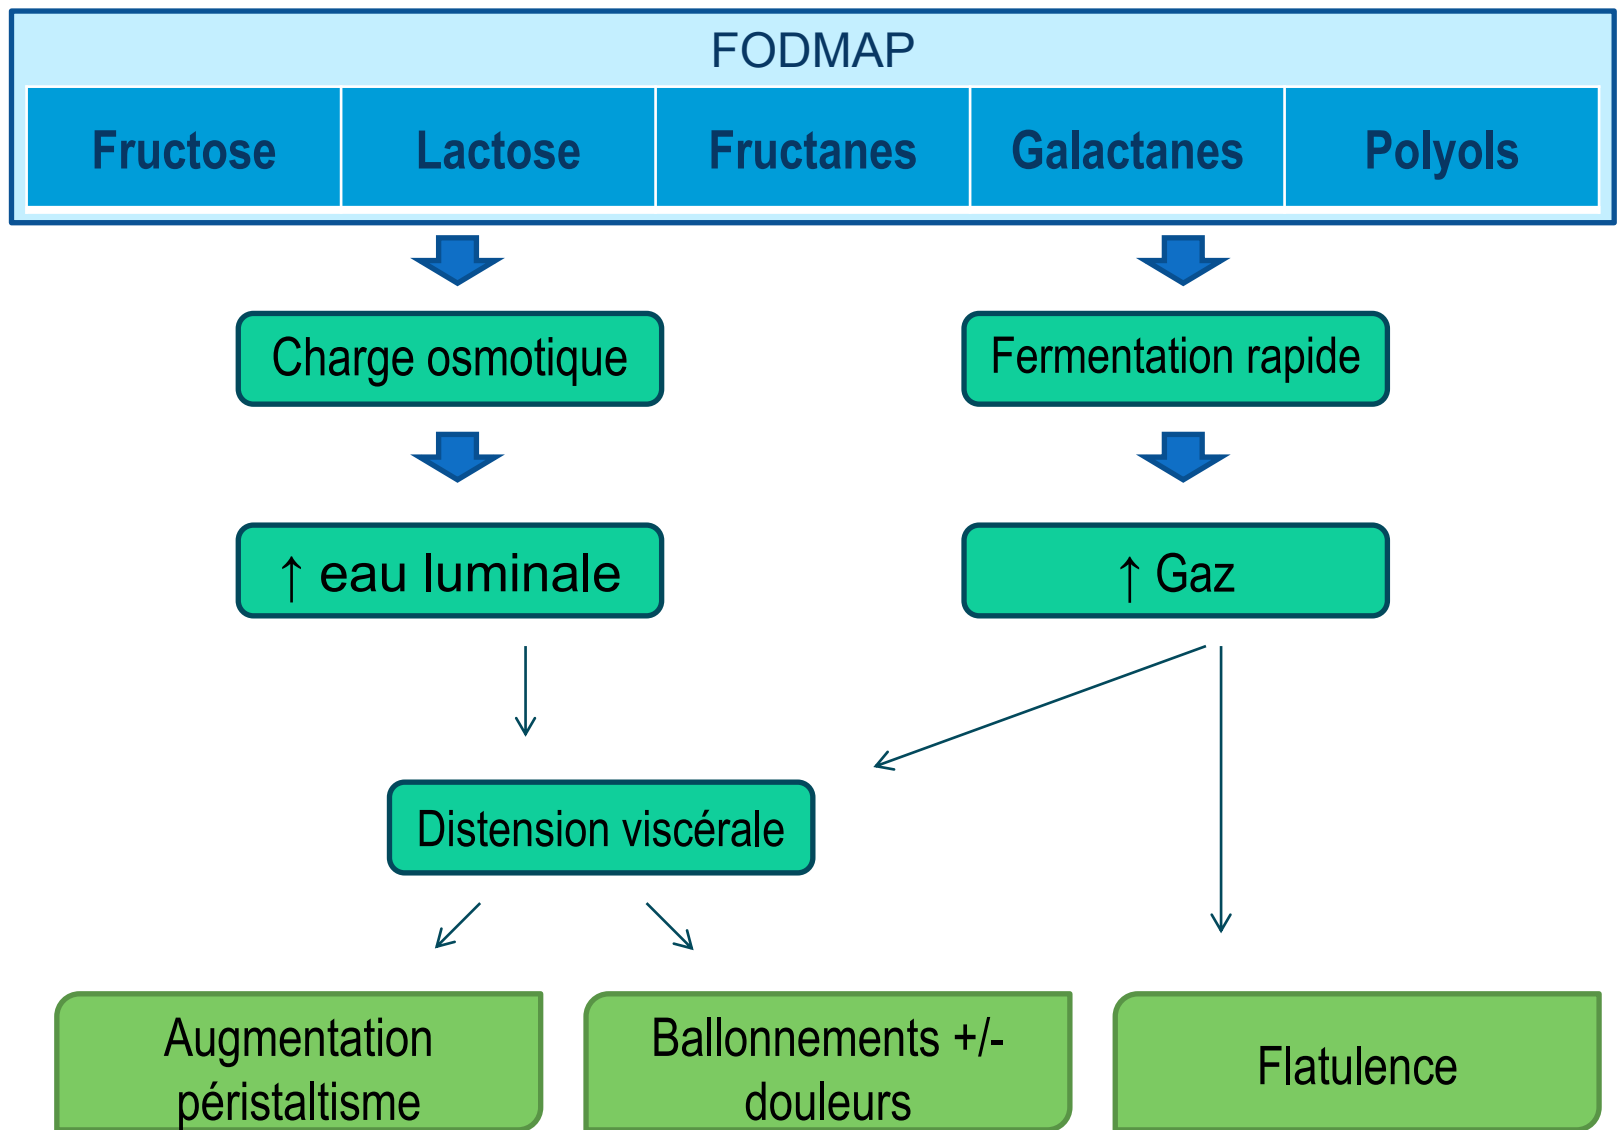 FODMAP
Fructose
Lactose
Fructanes
Galactanes
Polyols
Charge osmotique
Fermentation rapide
↑ eau luminale
↑ Gaz
Distension viscérale
Augmentation
péristaltisme
Ballonnements +/-
douleurs
Flatulence